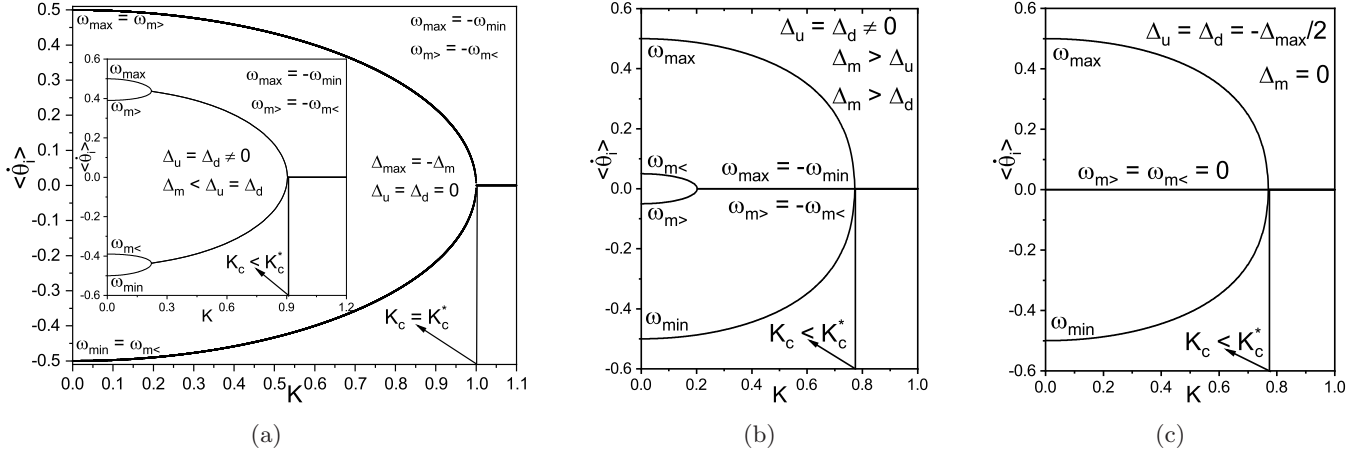 0.5
0.4
0.3
0.2
0.1
0.0
-0.1
-0.2
-0.3
-0.4
-0.5
<θ̇ᵢ>
ω_max = ω_m>
ω_max = -ω_min
ω_m> = -ω_m<
Δ_max = -Δ_m
Δ_u = Δ_d = 0
K_c = K_c^*
ω_min = ω_m<
0.0 0.1 0.2 0.3 0.4 0.5 0.6 0.7 0.8 0.9 1.0 1.1
K
0.6
0.4
0.2
0.0
-0.2
-0.4
-0.6
<θ̇ᵢ>
ω_max
ω_m>
ω_max = -ω_min
ω_m> = -ω_m<
Δ_u = Δ_d ≠ 0
Δ_m < Δ_u = Δ_d
ω_m<
ω_min
K_c < K_c^*
0.0 0.3 0.6 0.9 1.2
K
(a)
0.6
0.4
0.2
0.0
-0.2
-0.4
-0.6
<θ̇ᵢ>
Δ_u = Δ_d ≠ 0
Δ_m > Δ_u
Δ_m > Δ_d
ω_max
ω_m<
ω_max = -ω_min
ω_m>
ω_m> = -ω_m<
ω_min
K_c < K_c^*
0.0 0.2 0.4 0.6 0.8 1.0
K
(b)
0.6
0.4
0.2
0.0
-0.2
-0.4
-0.6
<θ̇ᵢ>
Δ_u = Δ_d = -Δ_max/2
Δ_m = 0
ω_max
ω_m> = ω_m< = 0
ω_min
K_c < K_c^*
0.0 0.2 0.4 0.6 0.8 1.0
K
(c)